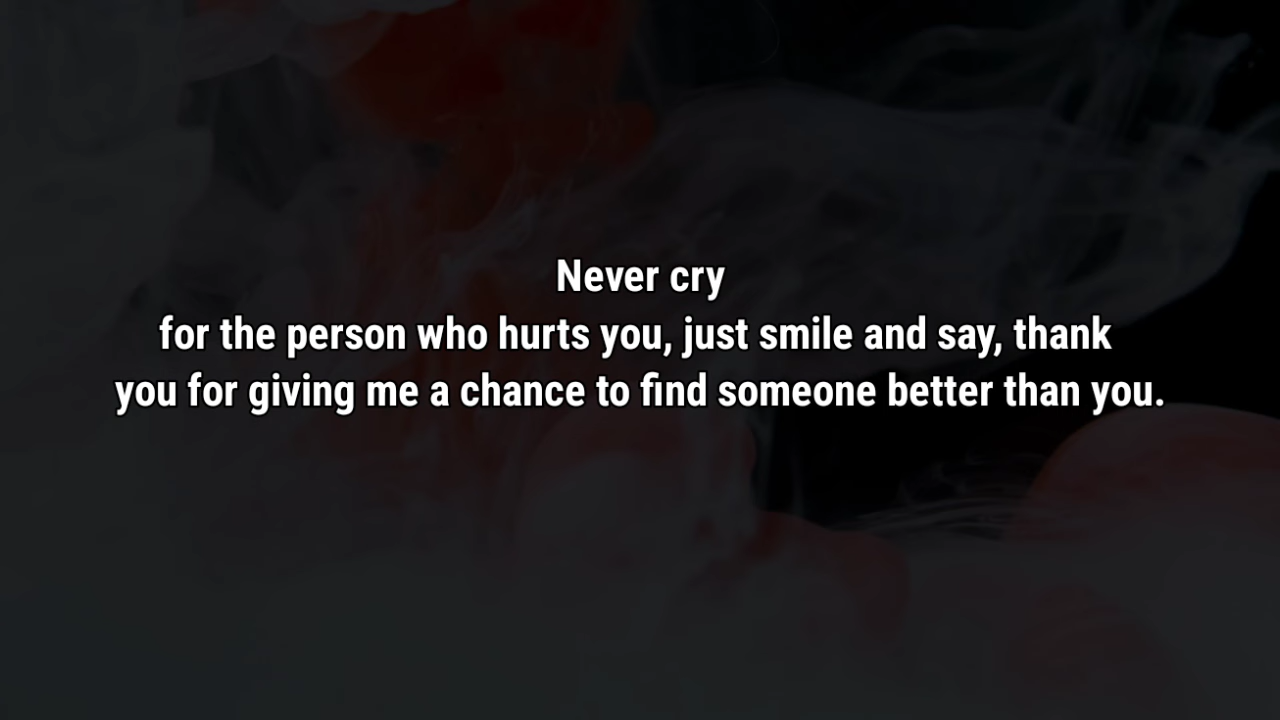 Never cry
for the person who hurts you, just smile and say, thank
you for giving me a chance to find someone better than you.